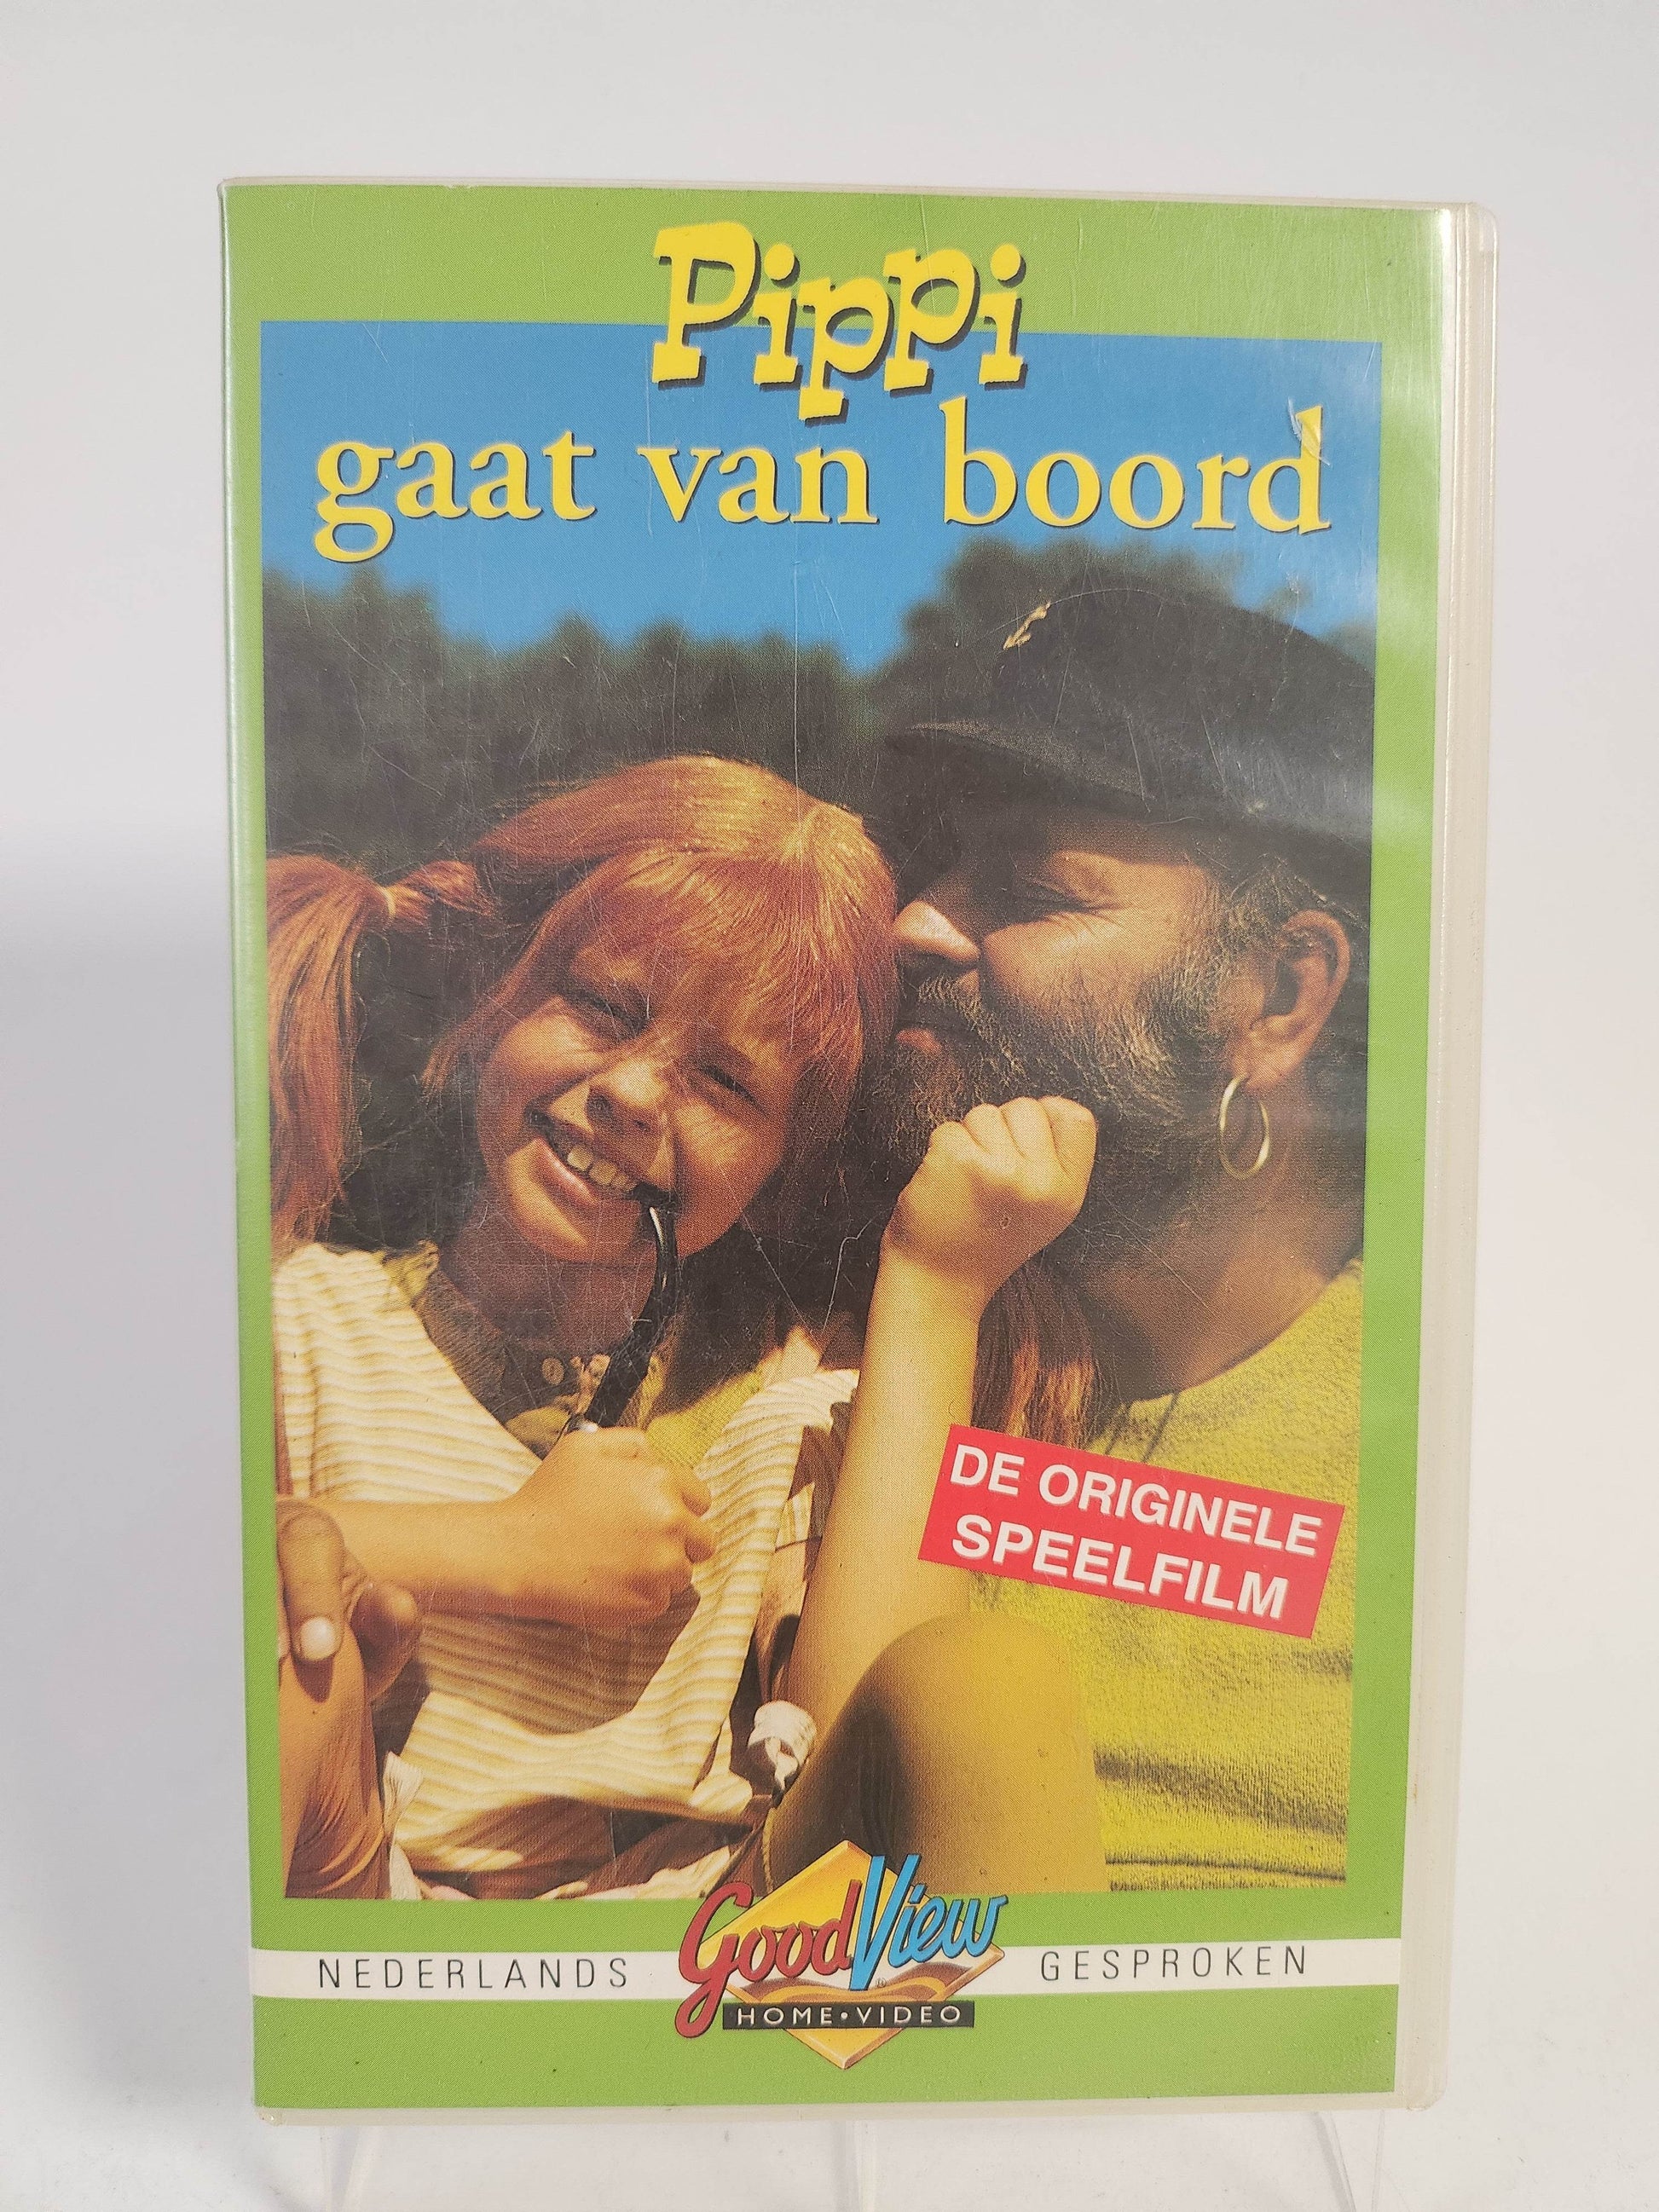 Pippi
gaat van boord
DE ORIGINELE
SPEELFILM
NEDERLANDS GoodView GESPROKEN
HOME•VIDEO